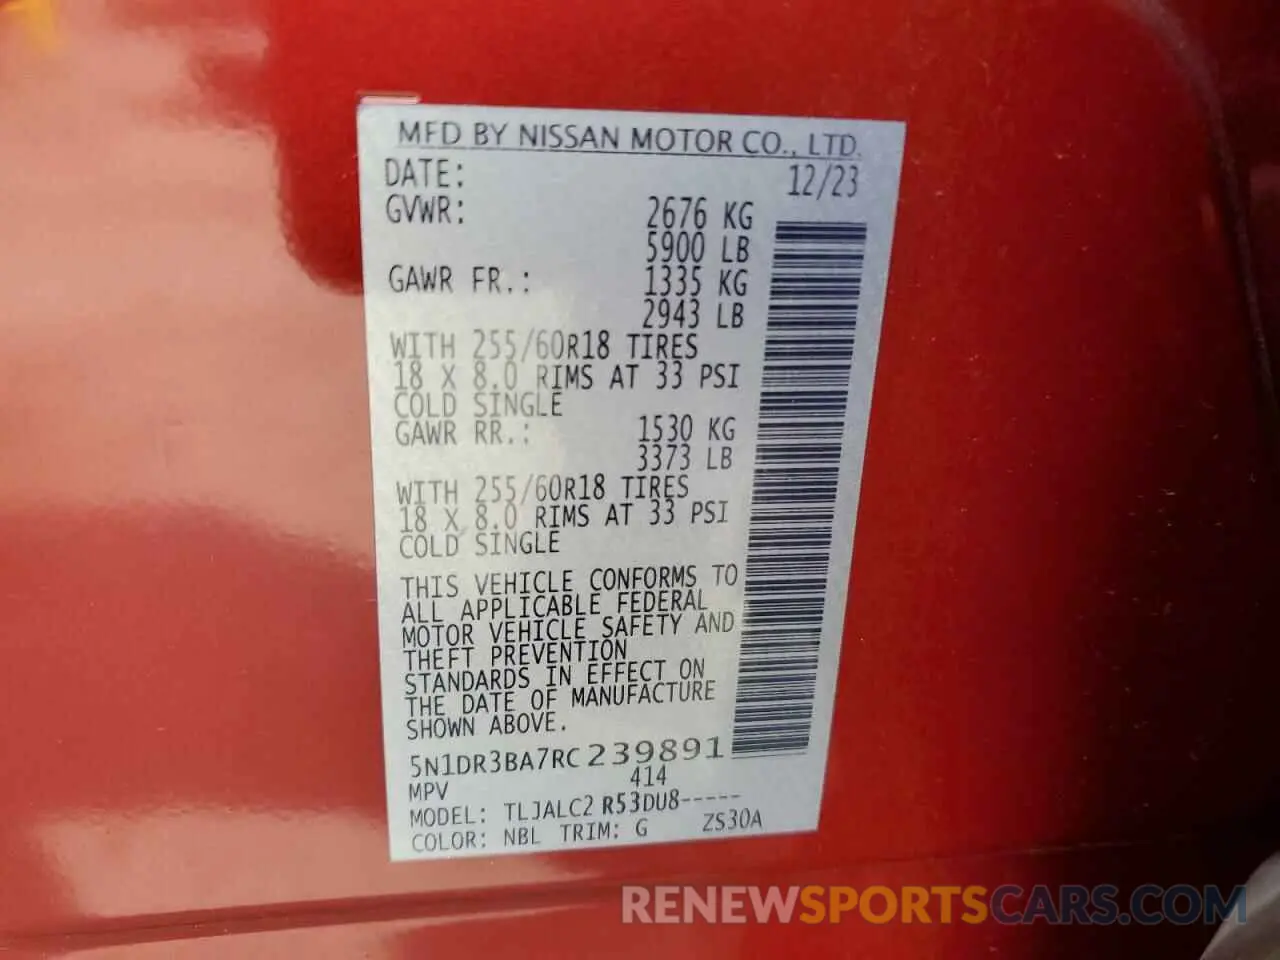 MFD BY NISSAN MOTOR CO., LTD.
DATE: 12/23
GVWR: 2676 KG
5900 LB
GAWR FR.: 1335 KG
2943 LB
WITH 255/60R18 TIRES
18 X 8.0 RIMS AT 33 PSI
COLD SINGLE
GAWR RR.: 1530 KG
3373 LB
WITH 255/60R18 TIRES
18 X 8.0 RIMS AT 33 PSI
COLD SINGLE
THIS VEHICLE CONFORMS TO
ALL APPLICABLE FEDERAL
MOTOR VEHICLE SAFETY AND
THEFT PREVENTION
STANDARDS IN EFFECT ON
THE DATE OF MANUFACTURE
SHOWN ABOVE.
5N1DR3BA7RC239891
MPV 414
MODEL: TLJALC2 R53DU8-----
COLOR: NBL TRIM: G ZS30A
RENEWSPORTSCARS.COM